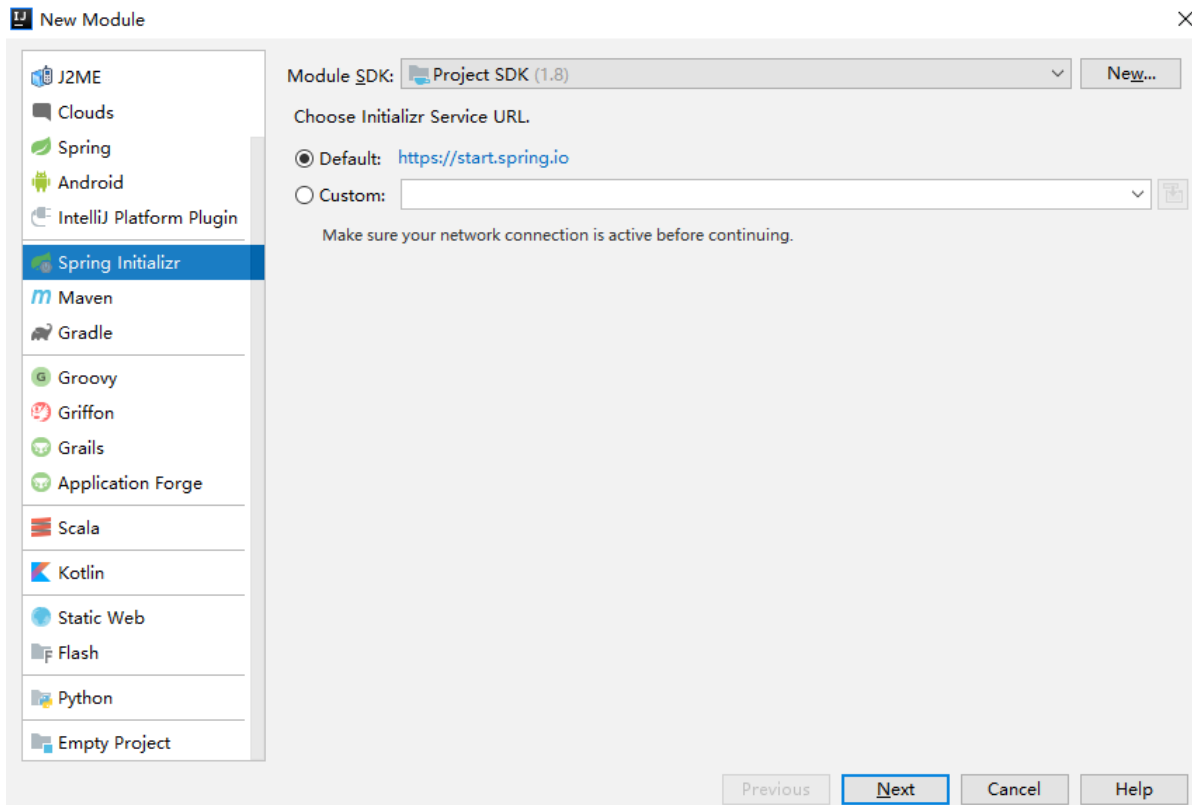 New Module
J2ME
Clouds
Spring
Android
IntelliJ Platform Plugin
Spring Initializr
Maven
Gradle
Groovy
Griffon
Grails
Application Forge
Scala
Kotlin
Static Web
Flash
Python
Empty Project
Module SDK: Project SDK (1.8) New...
Choose Initializr Service URL.
Default: https://start.spring.io
Custom:
Make sure your network connection is active before continuing.
Previous Next Cancel Help